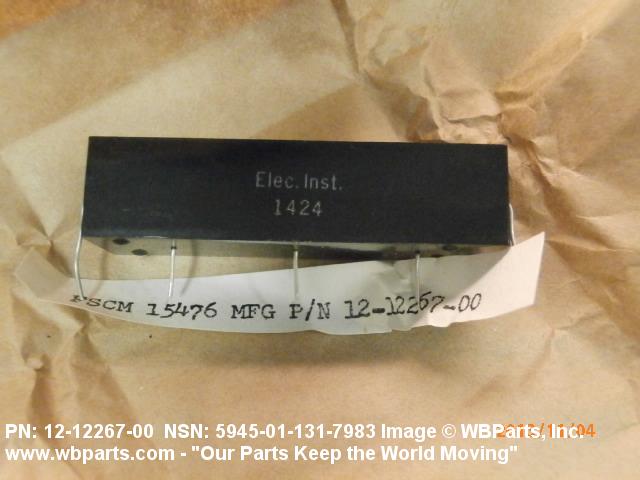 Elec. Inst.
1424
FSCM 15476 MFG P/N 12-12267-00
PN: 12-12267-00 NSN: 5945-01-131-7983 Image © WBParts, Inc.
www.wbparts.com - "Our Parts Keep the World Moving"